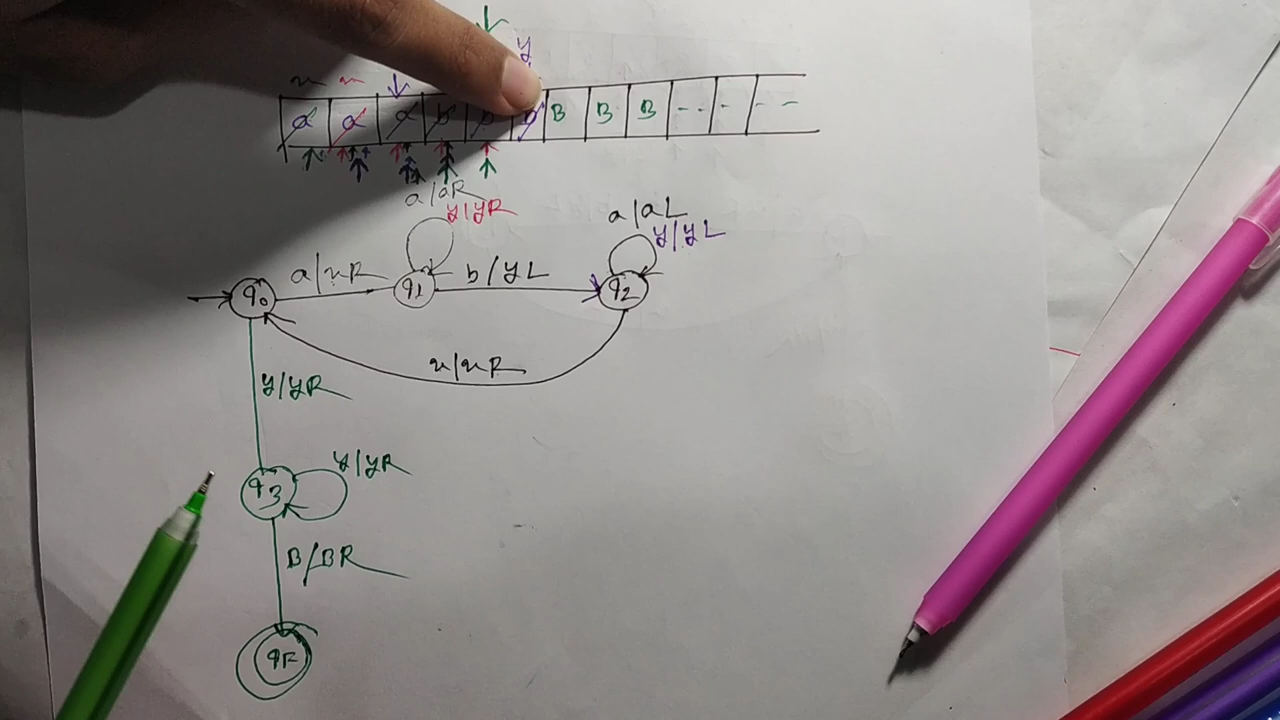 y
a a a b b b B B B - - - - -
a/aR
y/yR
a/aL
y/yL
q0 a/xR q1 b/yL q2
x/xR
y/yR
q3 y/yR
B/BR
qF